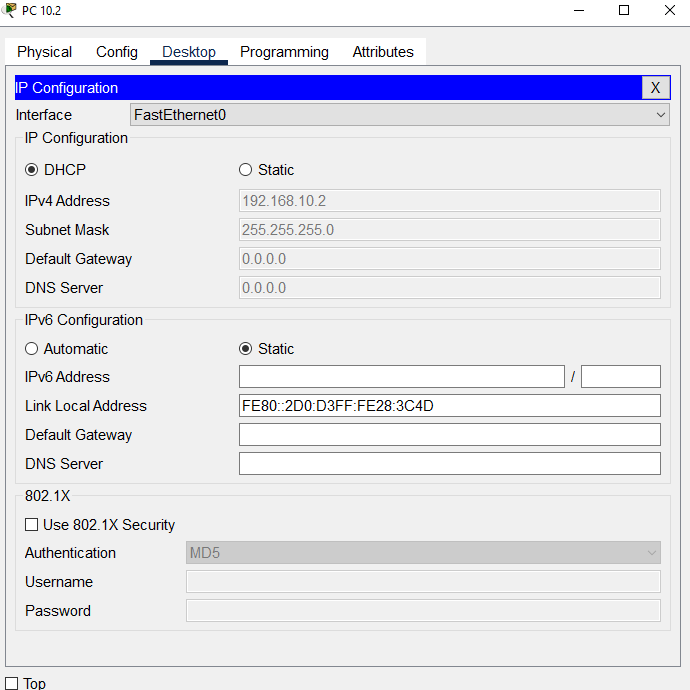 PC 10.2
Physical Config Desktop Programming Attributes
IP Configuration X
Interface FastEthernet0
IP Configuration
DHCP Static
IPv4 Address 192.168.10.2
Subnet Mask 255.255.255.0
Default Gateway 0.0.0.0
DNS Server 0.0.0.0
IPv6 Configuration
Automatic Static
IPv6 Address /
Link Local Address FE80::2D0:D3FF:FE28:3C4D
Default Gateway
DNS Server
802.1X
Use 802.1X Security
Authentication MD5
Username
Password
Top